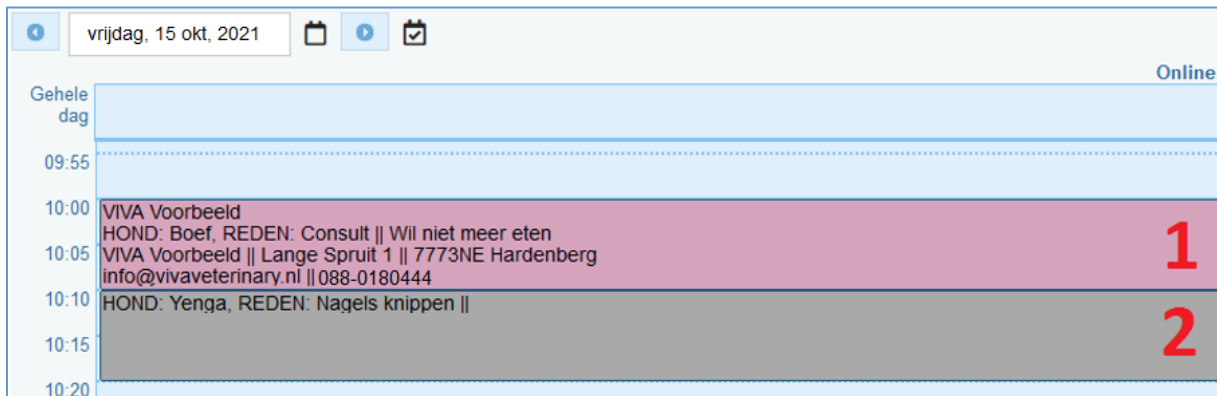 vrijdag, 15 okt, 2021
Online
Gehele
dag
09:55
10:00
VIVA Voorbeeld
HOND: Boef, REDEN: Consult || Wil niet meer eten
10:05
VIVA Voorbeeld || Lange Spruit 1 || 7773NE Hardenberg
info@vivaveterinary.nl || 088-0180444
1
10:10
HOND: Yenga, REDEN: Nagels knippen ||
10:15
2
10:20